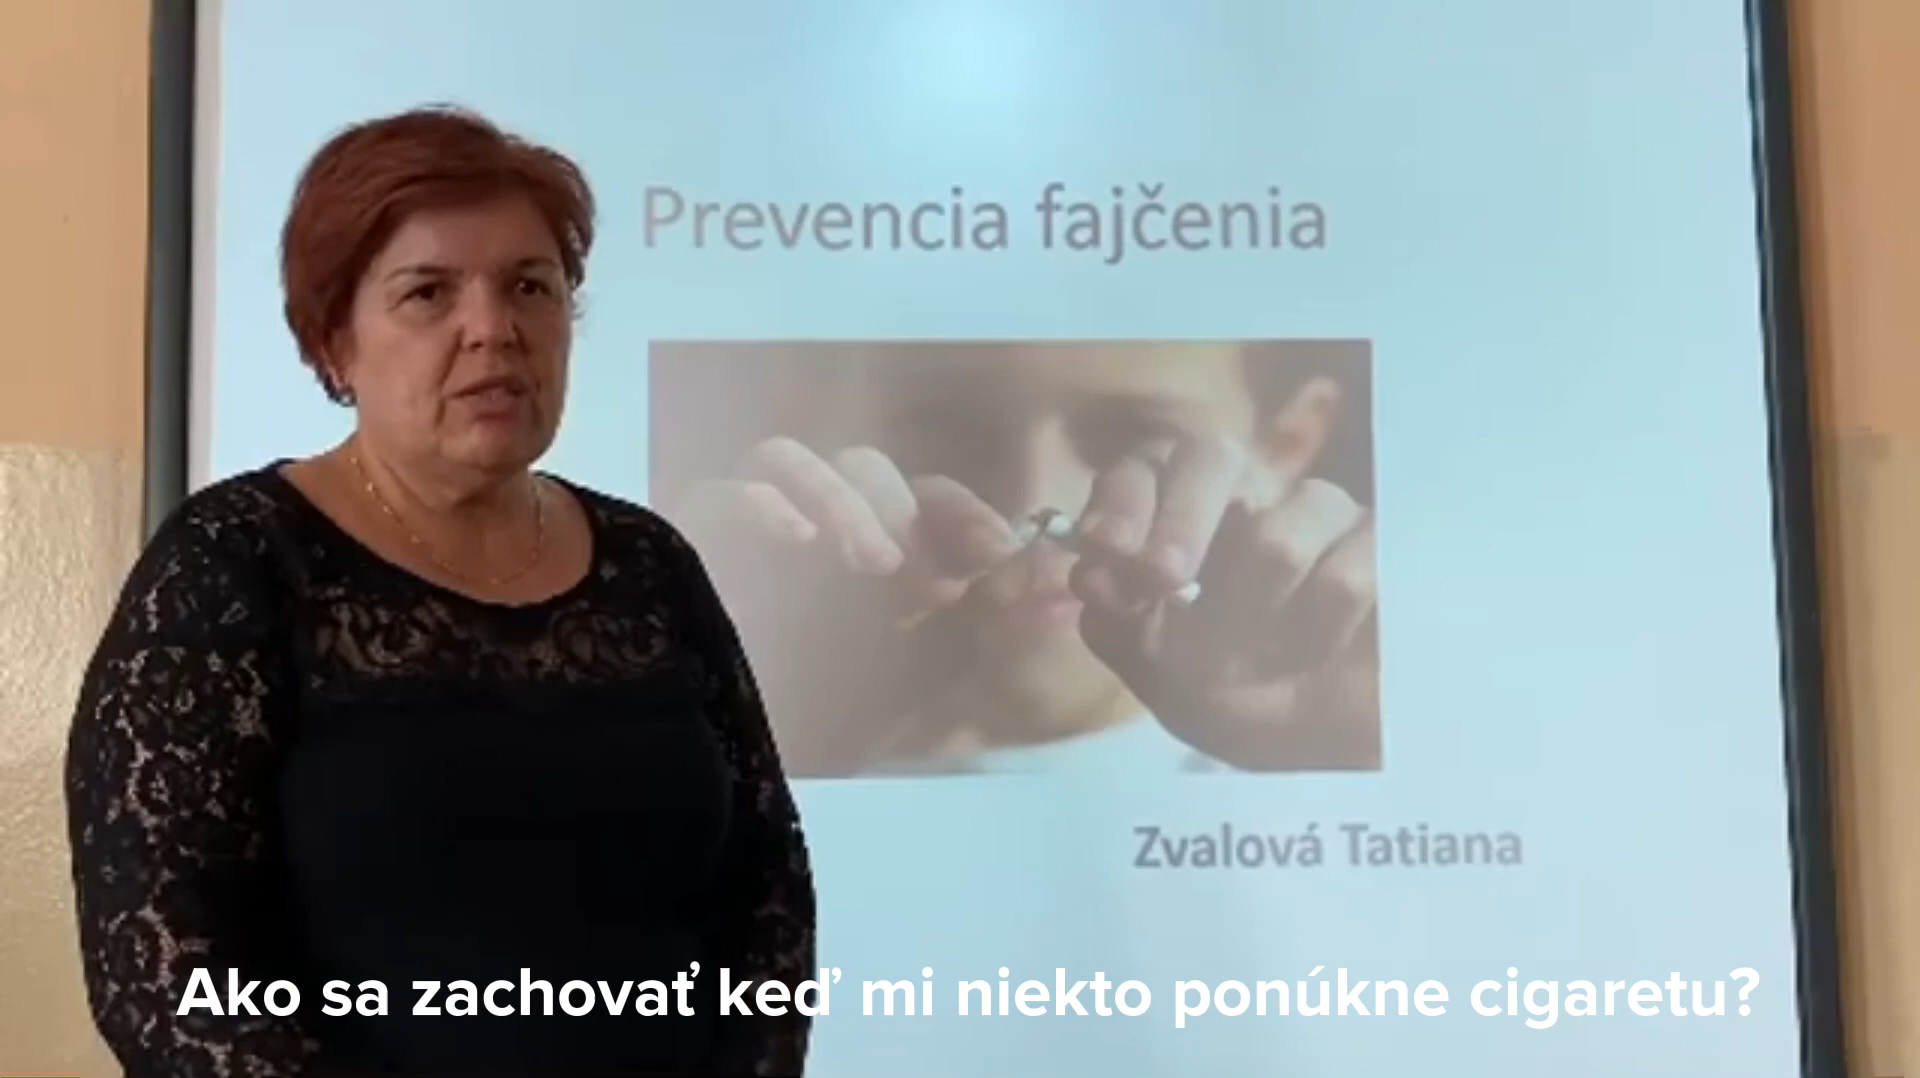 Prevencia fajčenia
Zvalová Tatiana
Ako sa zachovať keď mi niekto ponúkne cigaretu?